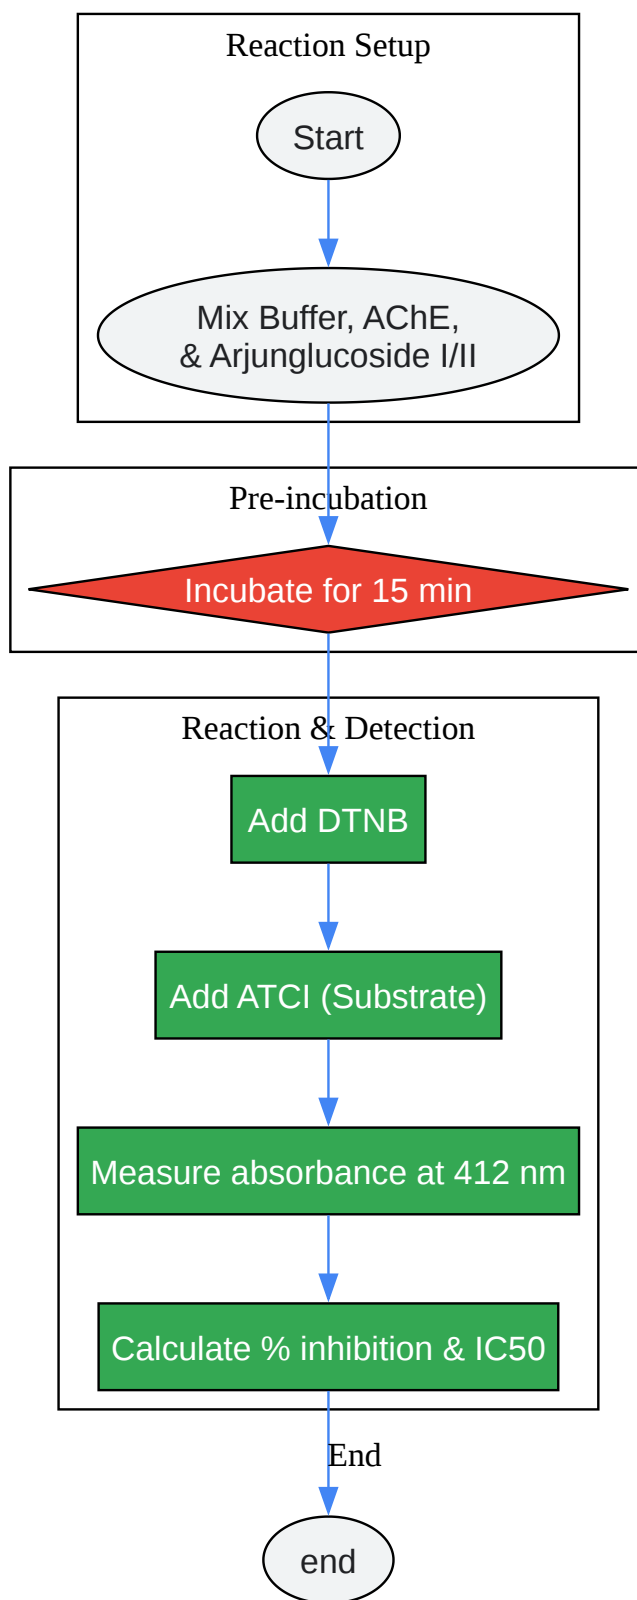 Reaction Setup
Start
Mix Buffer, AChE,
& Arjunglucoside I/II
Pre-incubation
Incubate for 15 min
Reaction & Detection
Add DTNB
Add ATCI (Substrate)
Measure absorbance at 412 nm
Calculate % inhibition & IC50
End
end